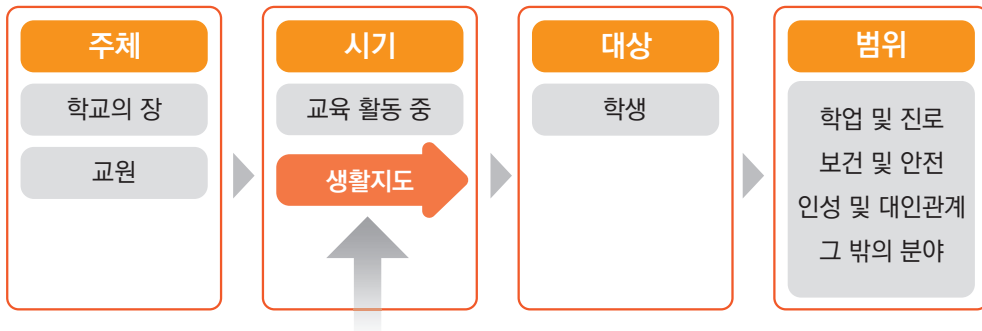 주체
학교의 장
교원
시기
교육 활동 중
생활지도
대상
학생
범위
학업 및 진로
보건 및 안전
인성 및 대인관계
그 밖의 분야